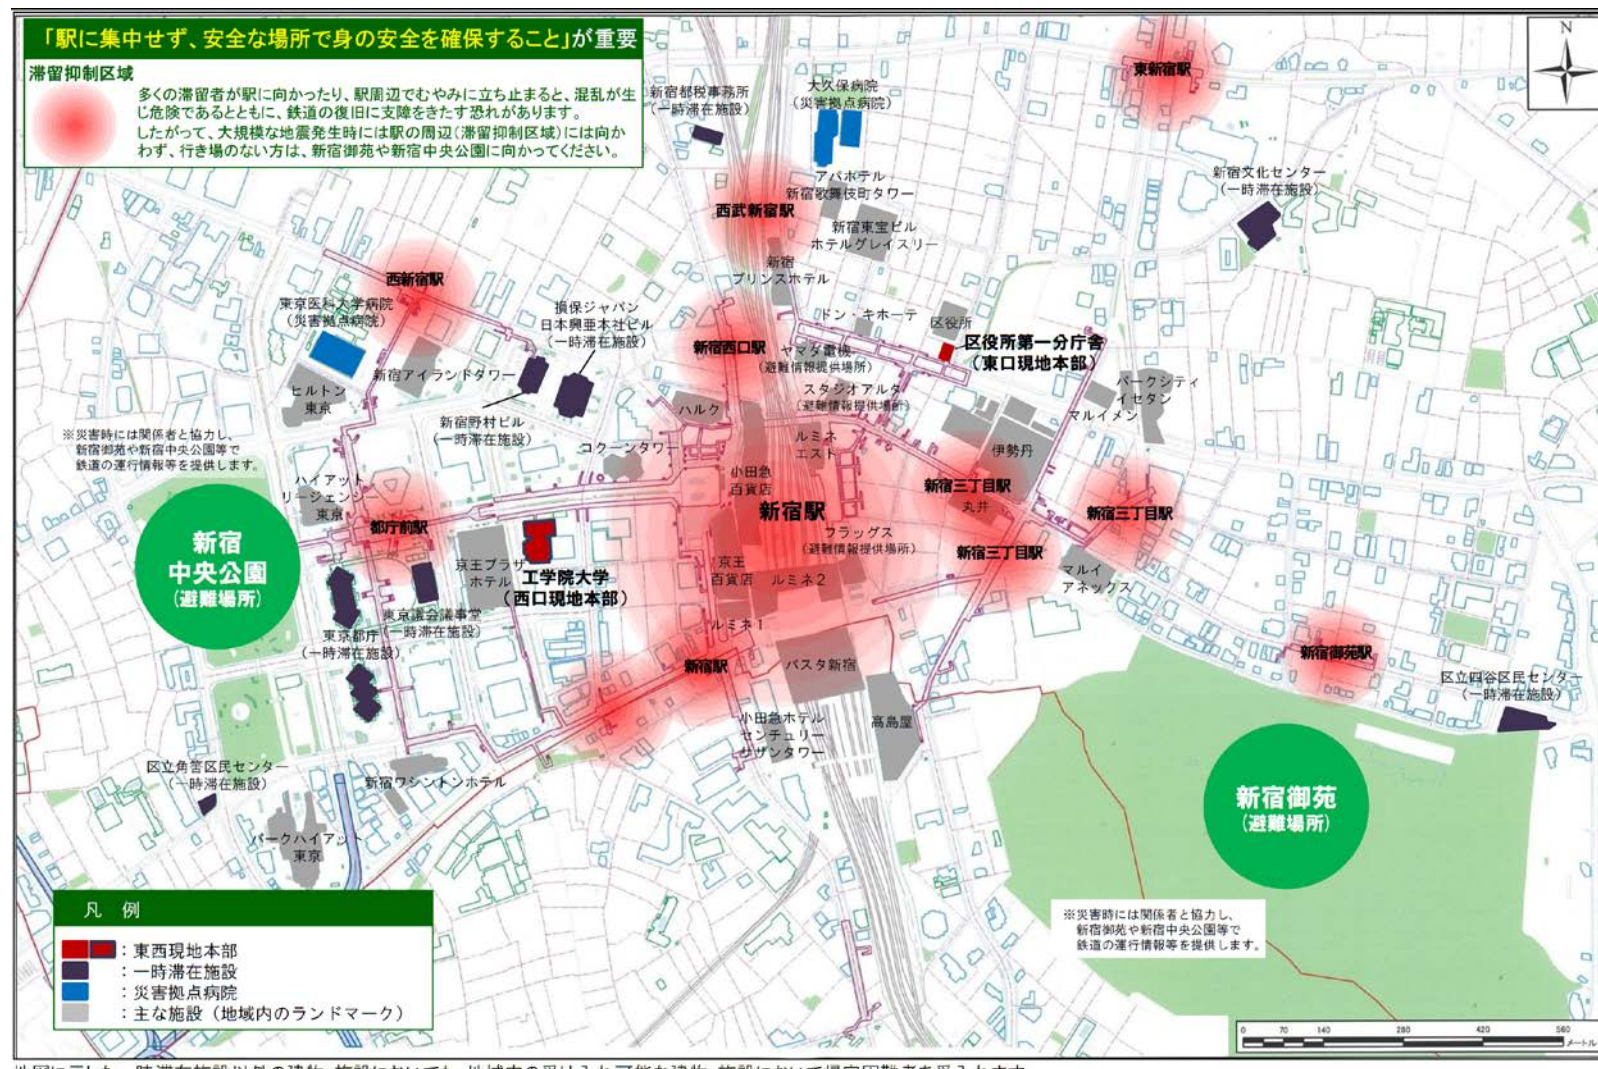 「駅に集中せず、安全な場所で身の安全を確保すること」が重要
滞留抑制区域
多くの滞留者が駅に向かったり、駅周辺でむやみに立ち止まると、混乱が生
じ危険であるとともに、鉄道の復旧に支障をきたす恐れがあります。
したがって、大規模な地震発生時には駅の周辺(滞留抑制区域)には向か
わず、行き場のない方は、新宿御苑や新宿中央公園に向かってください。
新宿都税事務所
(一時滞在施設)
大久保病院
(災害拠点病院)
東新宿駅
N
アパホテル
新宿歌舞伎町タワー
新宿文化センター
(一時滞在施設)
西武新宿駅
新宿東宝ビル
ホテルグレイスリー
新宿
プリンスホテル
西新宿駅
東京医科大学病院
(災害拠点病院)
損保ジャパン
日本興亜本社ビル
(一時滞在施設)
ドン・キホーテ
区役所
区役所第一分庁舎
(東口現地本部)
新宿西口駅
ヤマダ電機
(避難情報提供場所)
新宿アイランドタワー
ヒルトン
東京
スタジオアルタ
(避難情報提供場所)
パークシティ
イセタン
マルイメン
ハルク
新宿野村ビル
(一時滞在施設)
コクーンタワー
ルミネ
エスト
伊勢丹
※災害時には関係者と協力し、
新宿御苑や新宿中央公園等で
鉄道の運行情報等を提供します。
小田急
百貨店
ハイアット
リージェンシー
東京
新宿三丁目駅
丸井
新宿駅
新宿三丁目駅
都庁前駅
フラッグス
(避難情報提供場所)
新宿三丁目駅
新宿
中央公園
(避難場所)
京王プラザ
ホテル
工学院大学
(西口現地本部)
京王
百貨店
ルミネ2
マルイ
アネックス
東京議会議事堂
(一時滞在施設)
東京都庁
(一時滞在施設)
ルミネ1
新宿駅
バスタ新宿
新宿御苑駅
区立四谷区民センター
(一時滞在施設)
小田急ホテル
センチュリー
サザンタワー
高島屋
区立角筈区民センター
(一時滞在施設)
新宿ワシントンホテル
新宿御苑
(避難場所)
パークハイアット
東京
※災害時には関係者と協力し、
新宿御苑や新宿中央公園等で
鉄道の運行情報等を提供します。
凡 例
:東西現地本部
:一時滞在施設
:災害拠点病院
:主な施設(地域内のランドマーク)
0 70 140 280 420 560
メートル